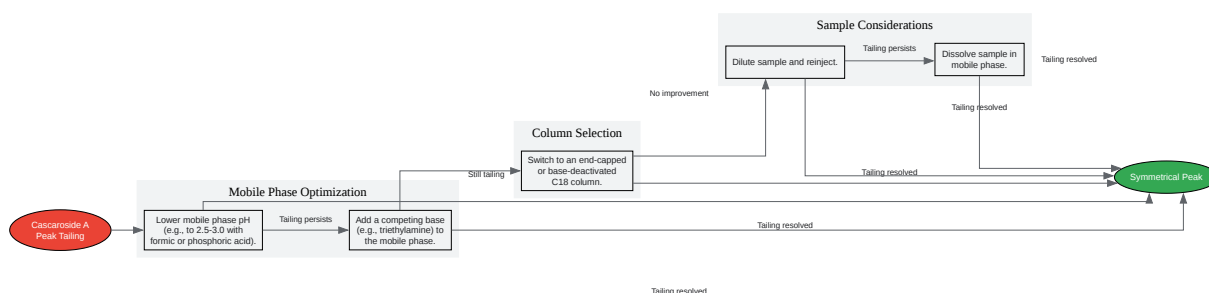 Sample Considerations
Dilute sample and reinject.
Tailing persists
Dissolve sample in
mobile phase.
Tailing resolved
No improvement
Tailing resolved
Column Selection
Switch to an end-capped
or base-deactivated
C18 column.
Still tailing
Tailing resolved
Symmetrical Peak
Mobile Phase Optimization
Cascaroside A
Peak Tailing
Lower mobile phase pH
(e.g., to 2.5-3.0 with
formic or phosphoric acid).
Tailing persists
Add a competing base
(e.g., triethylamine) to
the mobile phase.
Tailing resolved
Tailing resolved